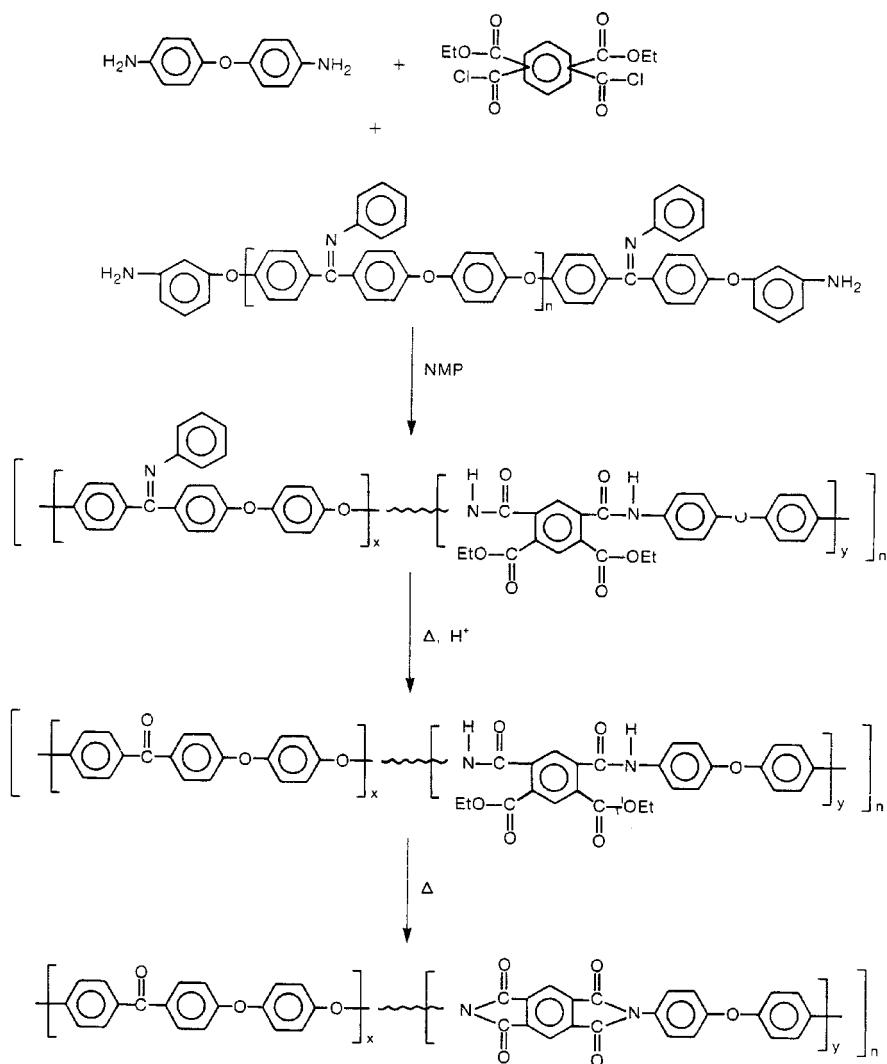 O O
EtO C C OEt
H₂N O NH₂ + Cl C C Cl
O O
+
N N
H₂N O C O O n C O NH₂
NMP
N H O O H
C O O x N C C N y n
EtO C C OEt
O O
Δ, H⁺
O H O O H
C O O x N C C N O y n
EtO C C OEt
O O
Δ
O O O
C O O x N C C N O y n
C C
O O